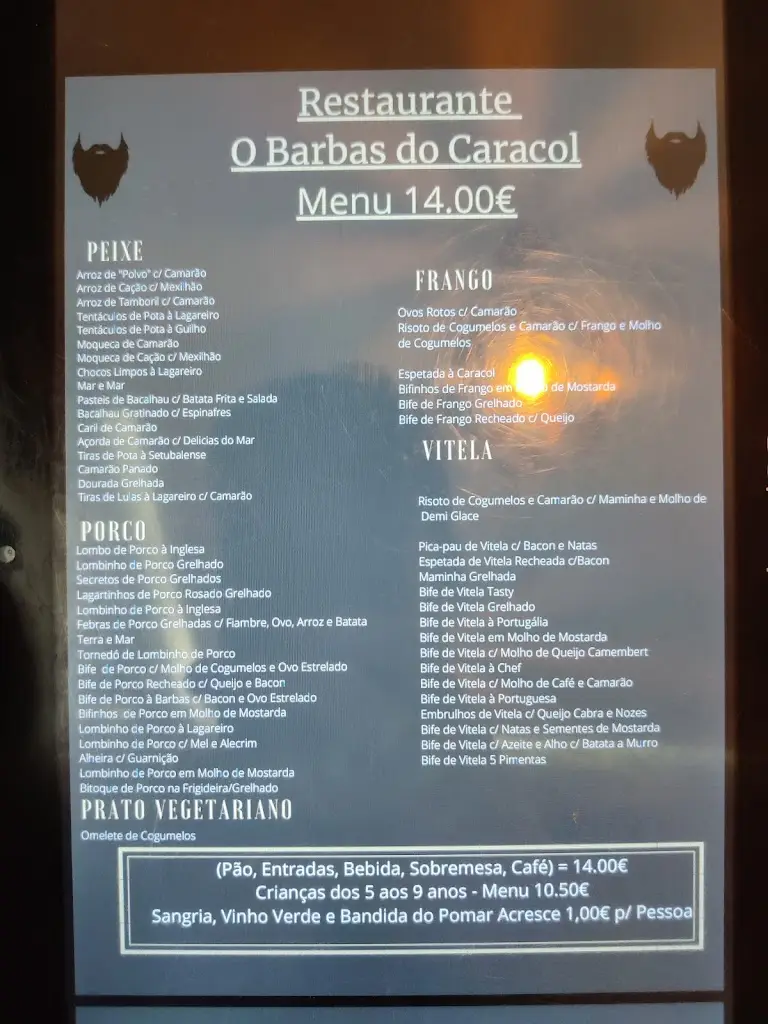 Restaurante
O Barbas do Caracol
Menu 14.00€
PEIXE
Arroz de "Polvo" c/ Camarão
Arroz de Cação c/ Mexilhão
Arroz de Tamboril c/ Camarão
Tentáculos de Pota à Lagareiro
Tentáculos de Pota à Guilho
Moqueca de Camarão
Moqueca de Cação c/ Mexilhão
Chocos Limpos à Lagareiro
Mar e Mar
Pasteis de Bacalhau c/ Batata Frita e Salada
Bacalhau Gratinado c/ Espinafres
Caril de Camarão
Açorda de Camarão c/ Delicias do Mar
Tiras de Pota à Setubalense
Camarão Panado
Dourada Grelhada
Tiras de Lulas à Lagareiro c/ Camarão
PORCO
Lombo de Porco à Inglesa
Lombinho de Porco Grelhado
Secretos de Porco Grelhados
Lagartinhos de Porco Rosado Grelhado
Lombinho de Porco à Inglesa
Febras de Porco Grelhadas c/ Fiambre, Ovo, Arroz e Batata
Terra e Mar
Tornedó de Lombinho de Porco
Bife de Porco c/ Molho de Cogumelos e Ovo Estrelado
Bife de Porco Recheado c/ Queijo e Bacon
Bife de Porco à Barbas c/ Bacon e Ovo Estrelado
Bifinhos de Porco em Molho de Mostarda
Lombinho de Porco à Lagareiro
Lombinho de Porco c/ Mel e Alecrim
Alheira c/ Guarnição
Lombinho de Porco em Molho de Mostarda
Bitoque de Porco na Frigideira/Grelhado
PRATO VEGETARIANO
Omelete de Cogumelos
FRANGO
Ovos Rotos c/ Camarão
Risoto de Cogumelos e Camarão c/ Frango e Molho
de Cogumelos
Espetada à Caracol
Bifinhos de Frango em de Mostarda
Bife de Frango Grelhado
Bife de Frango Recheado c/ Queijo
VITELA
Risoto de Cogumelos e Camarão c/ Maminha e Molho de
Demi Glace
Pica-pau de Vitela c/ Bacon e Natas
Espetada de Vitela Recheada c/Bacon
Maminha Grelhada
Bife de Vitela Tasty
Bife de Vitela Grelhado
Bife de Vitela à Portugália
Bife de Vitela em Molho de Mostarda
Bife de Vitela c/ Molho de Queijo Camembert
Bife de Vitela à Chef
Bife de Vitela c/ Molho de Café e Camarão
Bife de Vitela à Portuguesa
Embrulhos de Vitela c/ Queijo Cabra e Nozes
Bife de Vitela c/ Natas e Sementes de Mostarda
Bife de Vitela c/ Azeite e Alho c/ Batata a Murro
Bife de Vitela 5 Pimentas
(Pão, Entradas, Bebida, Sobremesa, Café) = 14.00€
Crianças dos 5 aos 9 anos - Menu 10.50€
Sangria, Vinho Verde e Bandida do Pomar Acresce 1,00€ p/ Pessoa